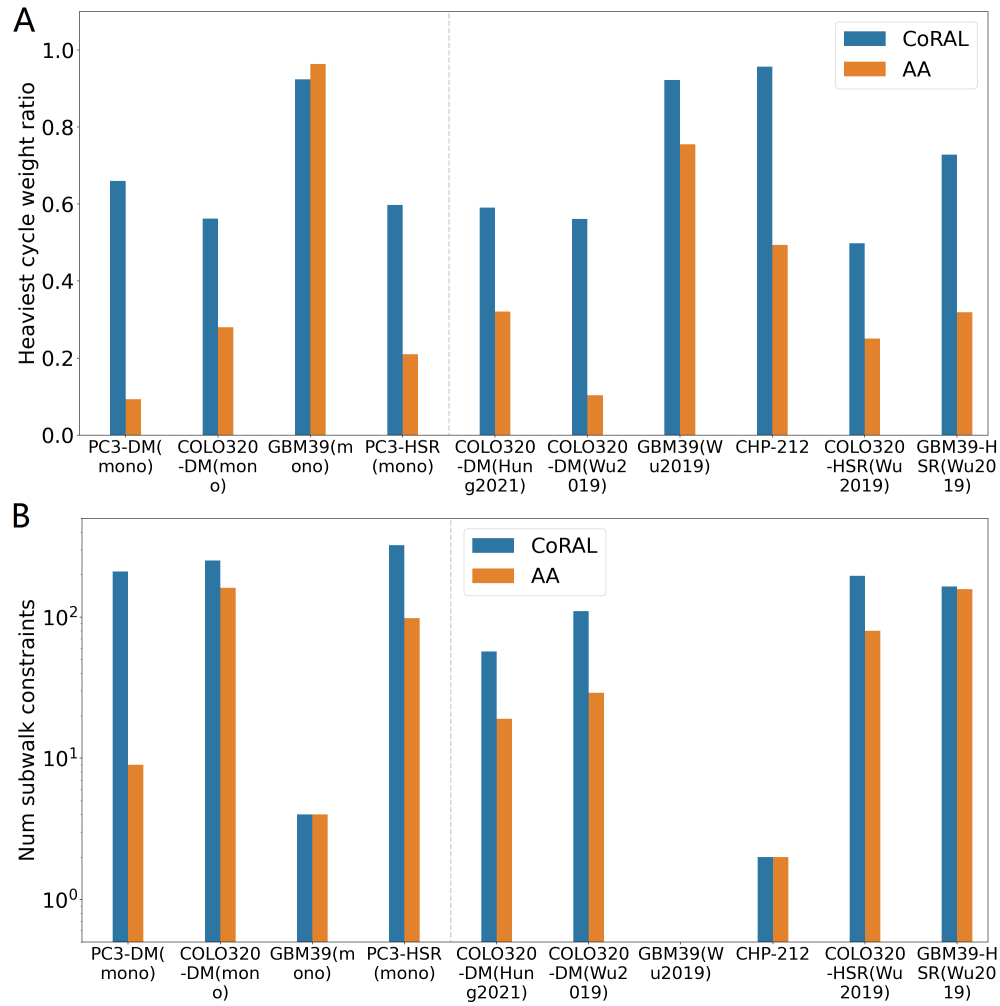 A
Heaviest cycle weight ratio
1.0
0.8
0.6
0.4
0.2
0.0
CoRAL
AA
PC3-DM(
mono)
COLO320
-DM(mon
o)
GBM39(m
ono)
PC3-HSR
(mono)
COLO320
-DM(Hun
g2021)
COLO320
-DM(Wu2
019)
GBM39(W
u2019)
CHP-212
COLO320
-HSR(Wu
2019)
GBM39-H
SR(Wu20
19)
B
Num subwalk constraints
10²
10¹
10⁰
CoRAL
AA
PC3-DM(
mono)
COLO320
-DM(mon
o)
GBM39(m
ono)
PC3-HSR
(mono)
COLO320
-DM(Hun
g2021)
COLO320
-DM(Wu2
019)
GBM39(W
u2019)
CHP-212
COLO320
-HSR(Wu
2019)
GBM39-H
SR(Wu20
19)